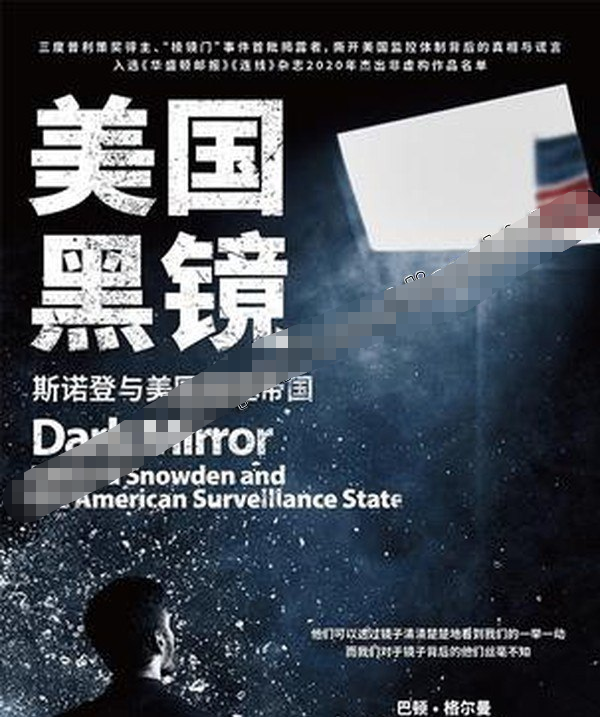 三度普利策奖得主、“棱镜门”事件首批揭露者，撕开美国监控体制背后的真相与谎言
入选《华盛顿邮报》《连线》杂志2020年杰出非虚构作品名单
美国
黑镜
斯诺登与美 帝国
Mirror
Snowden and
American Surveillance State
他们可以透过镜子清清楚楚地看到我们的一举一动
而我们对于镜子背后的他们丝毫不知
巴顿·格尔曼